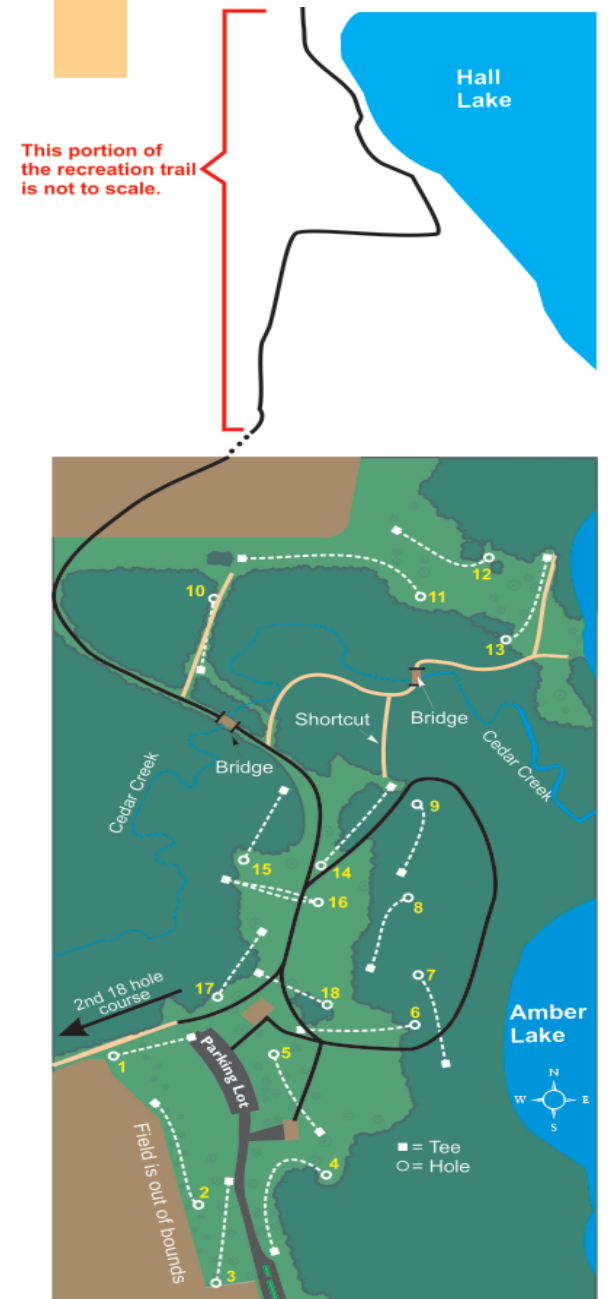 Hall
Lake
This portion of
the recreation trail
is not to scale.
10
11
12
13
Shortcut
Bridge
Bridge
Cedar Creek
Cedar Creek
9
15
14
8
16
7
17
18
6
2nd 18 hole
course
Amber
Lake
1
Parking Lot
5
N
W
E
S
= Tee
= Hole
4
Field is out of bounds
2
3